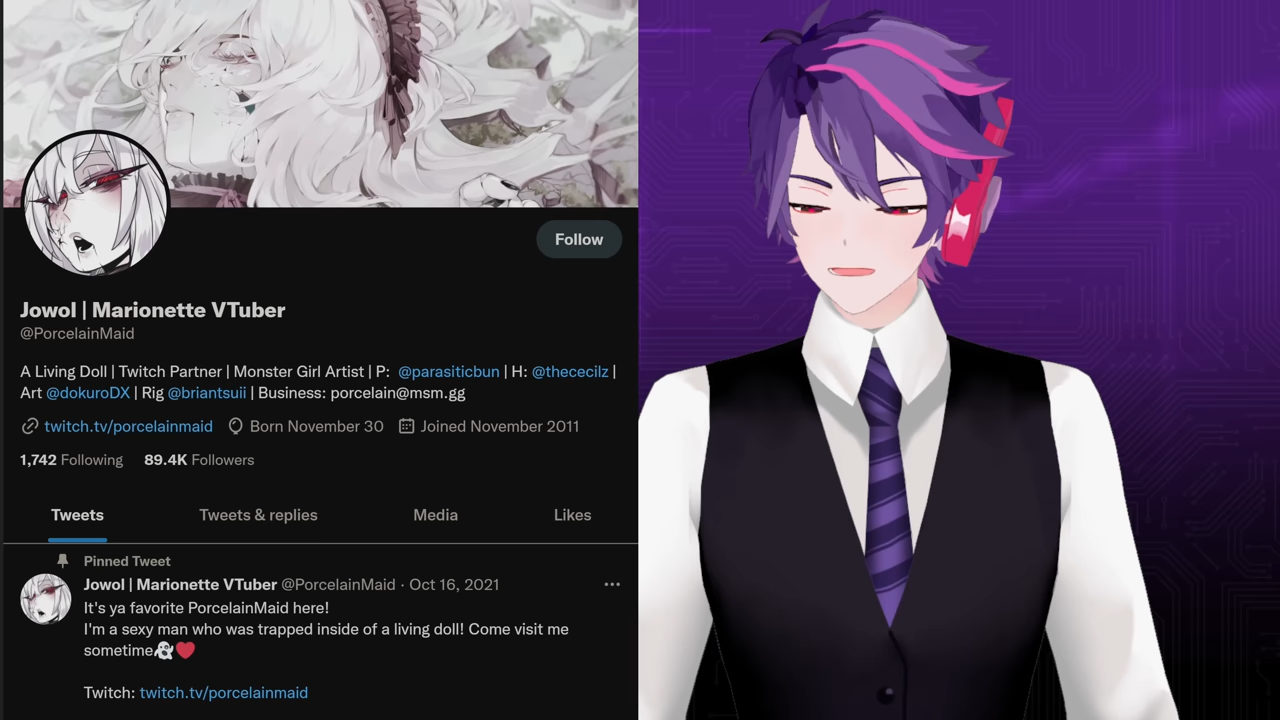 Follow
Jowol | Marionette VTuber
@PorcelainMaid
A Living Doll | Twitch Partner | Monster Girl Artist | P: @parasiticbun | H: @thececilz |
Art @dokuroDX | Rig @briantsuii | Business: porcelain@msm.gg
twitch.tv/porcelainmaid Born November 30 Joined November 2011
1,742 Following 89.4K Followers
Tweets Tweets & replies Media Likes
Pinned Tweet
Jowol | Marionette VTuber @PorcelainMaid · Oct 16, 2021 ···
It's ya favorite PorcelainMaid here!
I'm a sexy man who was trapped inside of a living doll! Come visit me
sometime👻❤️
Twitch: twitch.tv/porcelainmaid